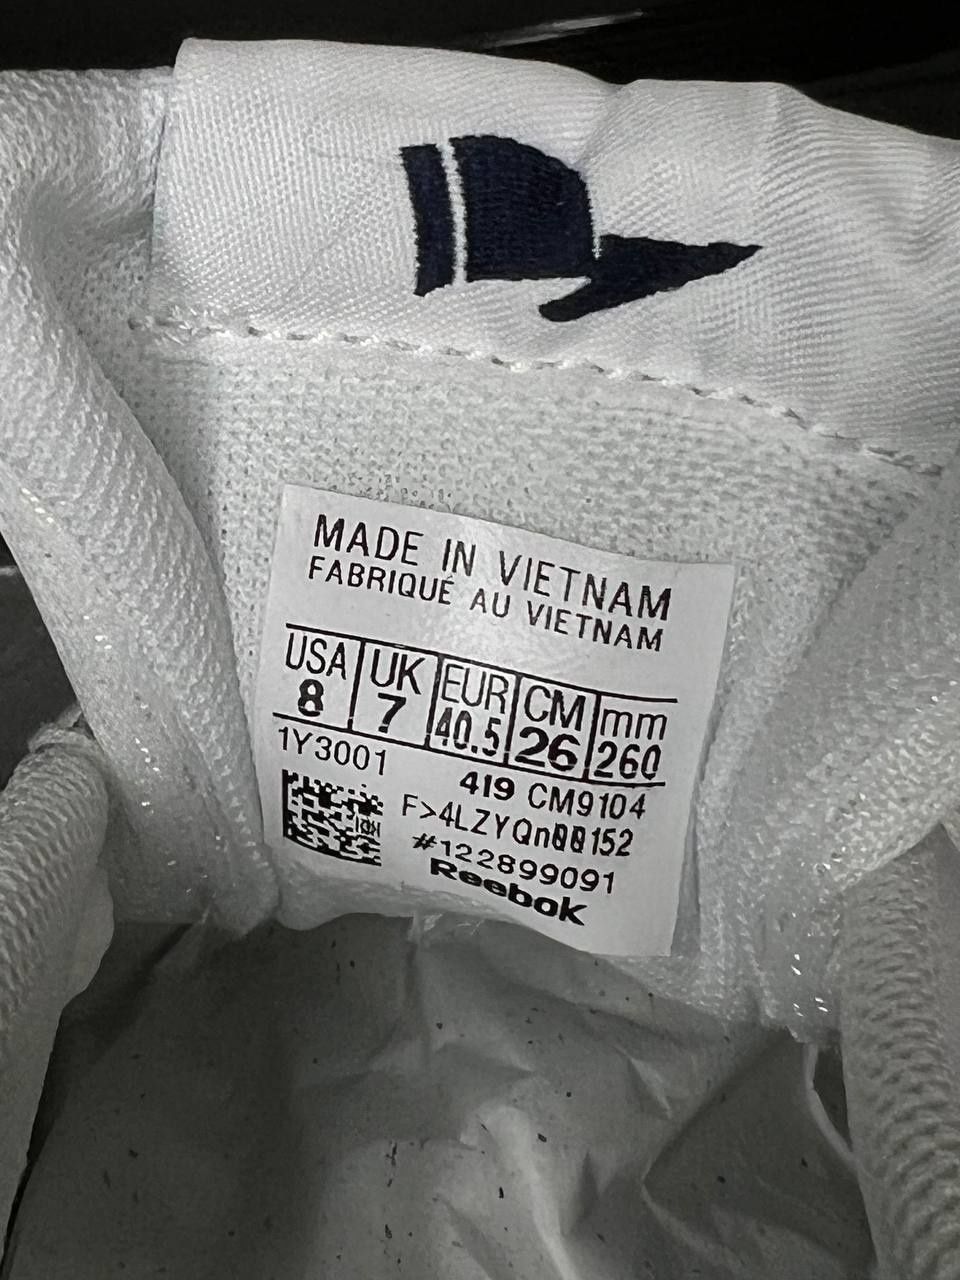 MADE IN VIETNAM
FABRIQUÉ AU VIETNAM
USA UK EUR CM mm
8 7 40.5 26 260
1Y3001
419 CM9104
F>4LZYQn00152
#122899091
Reebok